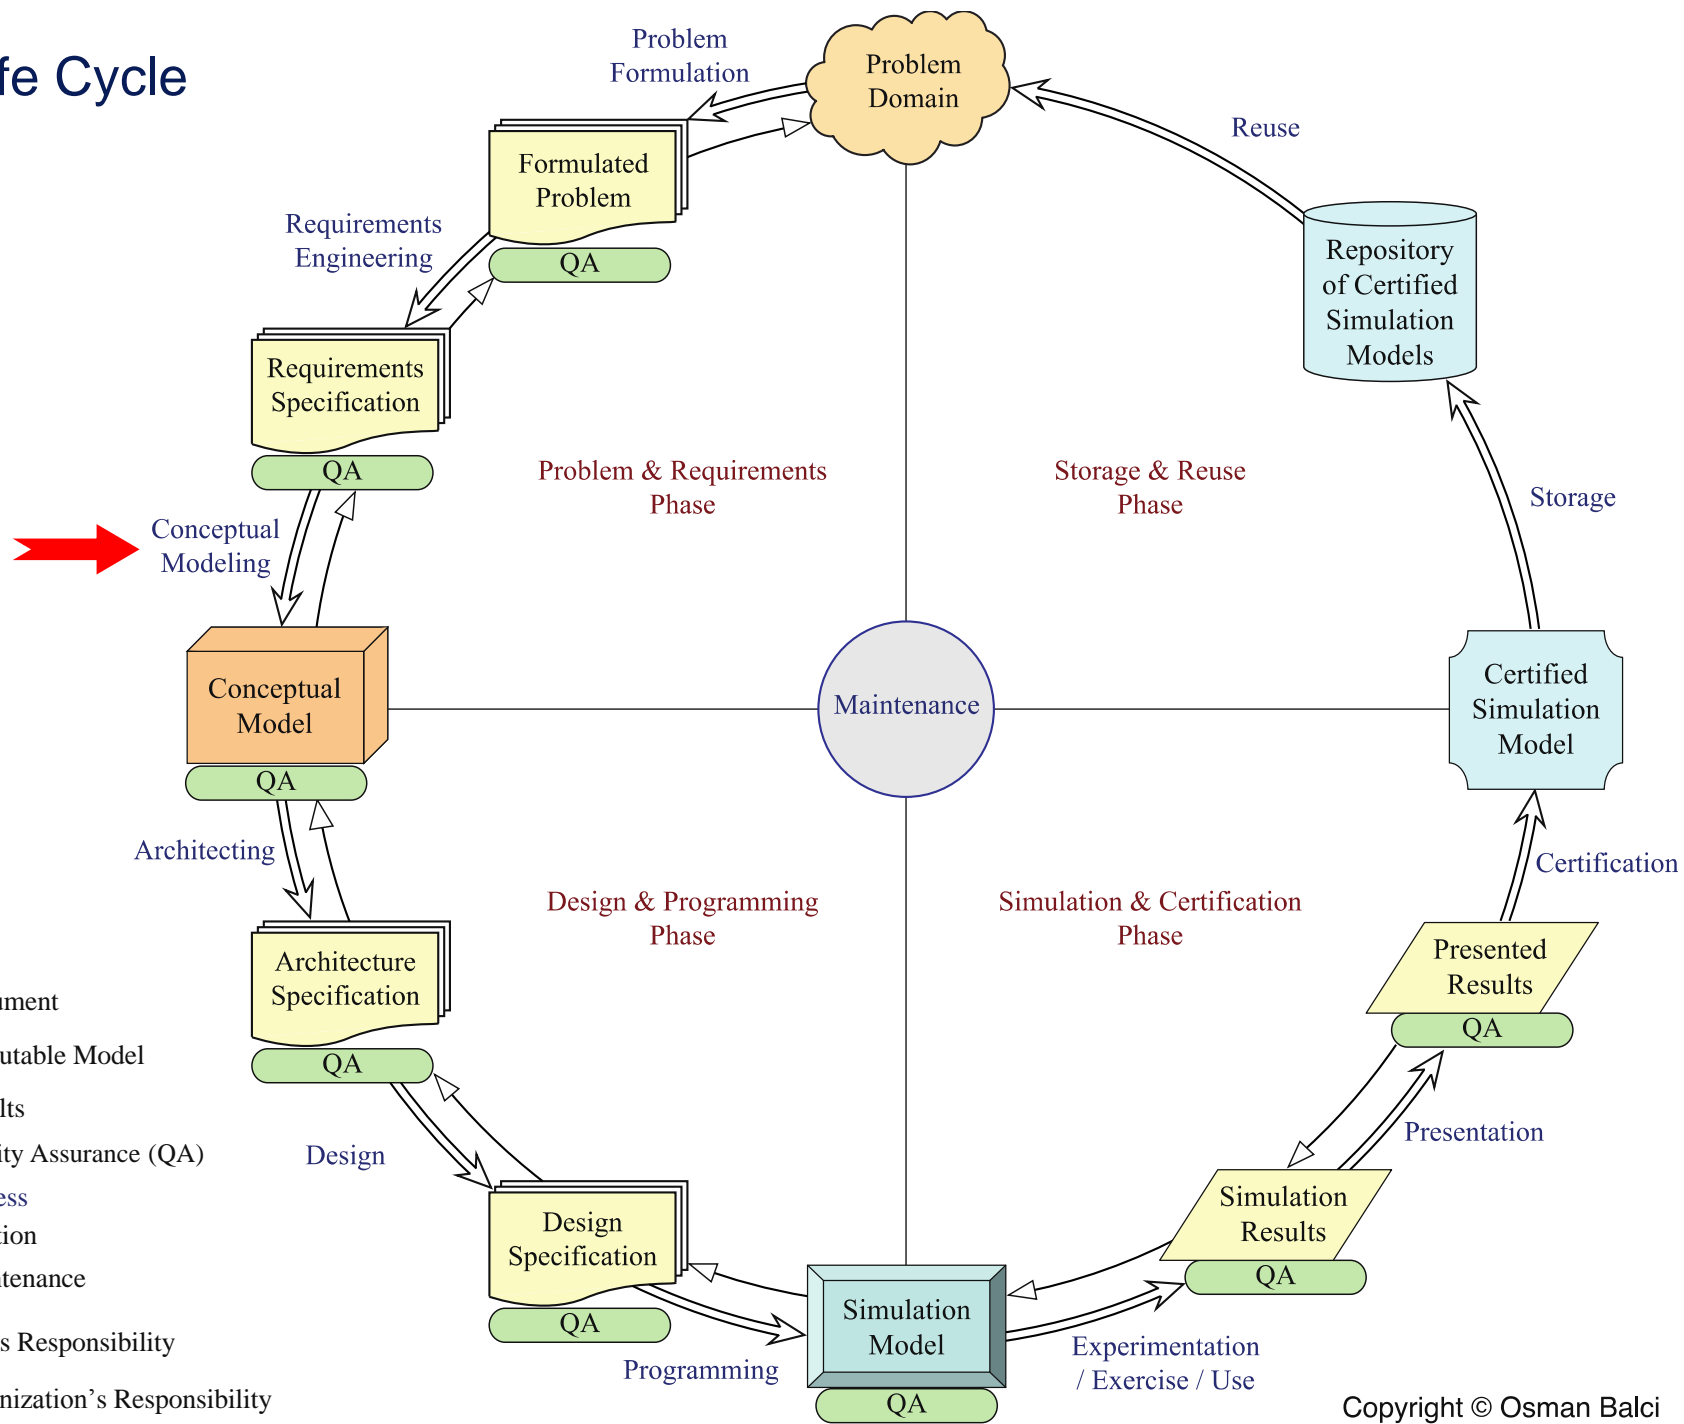 fe Cycle
Problem
Formulation
Problem
Domain
Reuse
Formulated
Problem
QA
Requirements
Engineering
Repository
of Certified
Simulation
Models
Requirements
Specification
QA
Problem & Requirements
Phase
Storage & Reuse
Phase
Storage
Conceptual
Modeling
Conceptual
Model
QA
Maintenance
Certified
Simulation
Model
Architecting
Certification
Design & Programming
Phase
Simulation & Certification
Phase
Architecture
Specification
QA
Presented
Results
QA
ument
utable Model
lts
ity Assurance (QA)
ess
tion
ntenance
s Responsibility
nization’s Responsibility
Design
Presentation
Design
Specification
QA
Simulation
Results
QA
Programming
Simulation
Model
QA
Experimentation
/ Exercise / Use
Copyright © Osman Balci